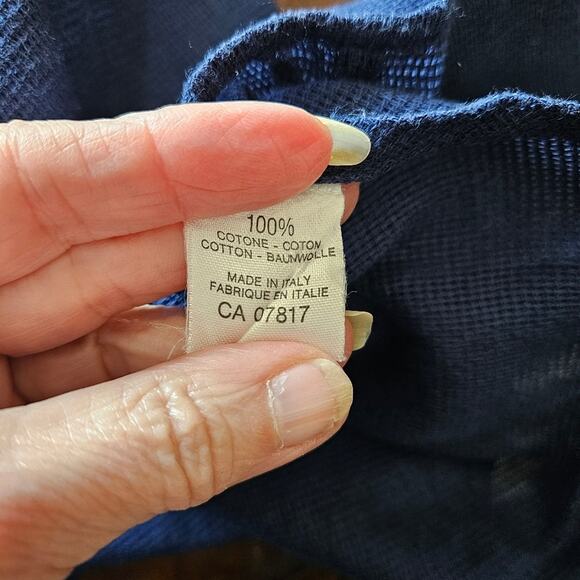 100%
COTONE - COTON
COTTON - BAUMWOLLE
MADE IN ITALY
FABRIQUE EN ITALIE
CA 07817